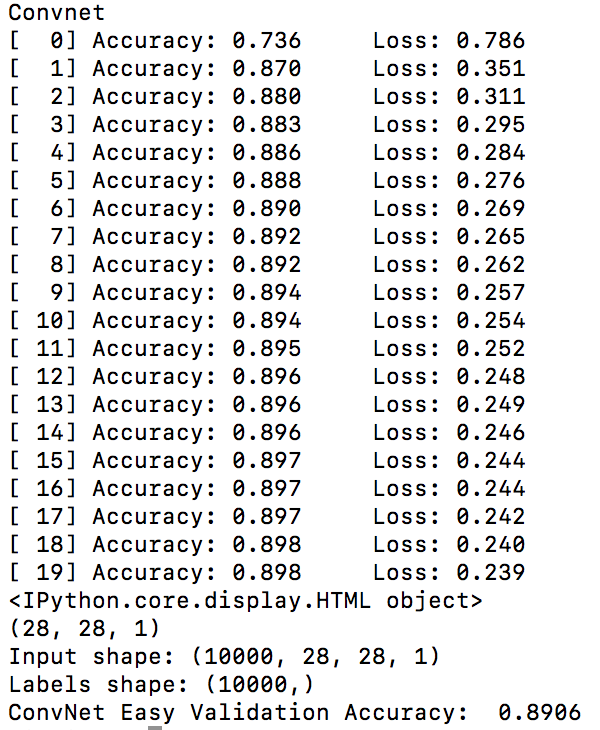 Convnet
[  0] Accuracy: 0.736     Loss: 0.786
[  1] Accuracy: 0.870     Loss: 0.351
[  2] Accuracy: 0.880     Loss: 0.311
[  3] Accuracy: 0.883     Loss: 0.295
[  4] Accuracy: 0.886     Loss: 0.284
[  5] Accuracy: 0.888     Loss: 0.276
[  6] Accuracy: 0.890     Loss: 0.269
[  7] Accuracy: 0.892     Loss: 0.265
[  8] Accuracy: 0.892     Loss: 0.262
[  9] Accuracy: 0.894     Loss: 0.257
[ 10] Accuracy: 0.894     Loss: 0.254
[ 11] Accuracy: 0.895     Loss: 0.252
[ 12] Accuracy: 0.896     Loss: 0.248
[ 13] Accuracy: 0.896     Loss: 0.249
[ 14] Accuracy: 0.896     Loss: 0.246
[ 15] Accuracy: 0.897     Loss: 0.244
[ 16] Accuracy: 0.897     Loss: 0.244
[ 17] Accuracy: 0.897     Loss: 0.242
[ 18] Accuracy: 0.898     Loss: 0.240
[ 19] Accuracy: 0.898     Loss: 0.239
<IPython.core.display.HTML object>
(28, 28, 1)
Input shape: (10000, 28, 28, 1)
Labels shape: (10000,)
ConvNet Easy Validation Accuracy:  0.8906